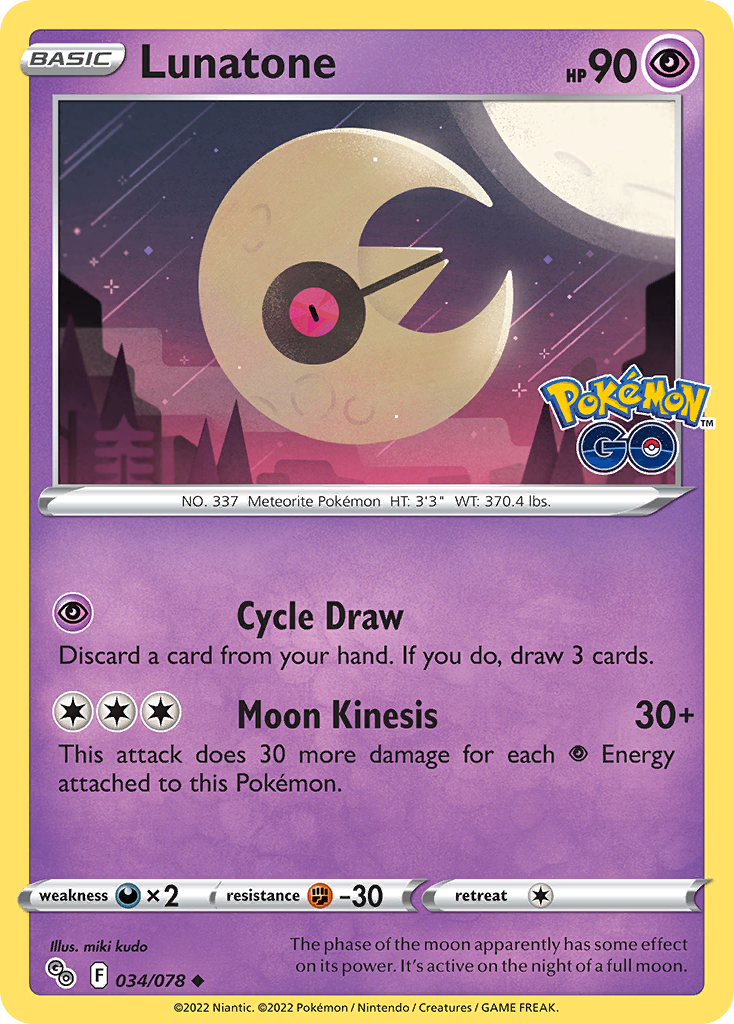 BASIC Lunatone HP 90
Pokémon
GO
TM
NO. 337 Meteorite Pokémon HT: 3'3" WT: 370.4 lbs.
Cycle Draw
Discard a card from your hand. If you do, draw 3 cards.
Moon Kinesis 30+
This attack does 30 more damage for each Energy
attached to this Pokémon.
weakness ×2 resistance -30 retreat
Illus. miki kudo
The phase of the moon apparently has some effect
on its power. It's active on the night of a full moon.
GO F 034/078
©2022 Niantic. ©2022 Pokémon / Nintendo / Creatures / GAME FREAK.